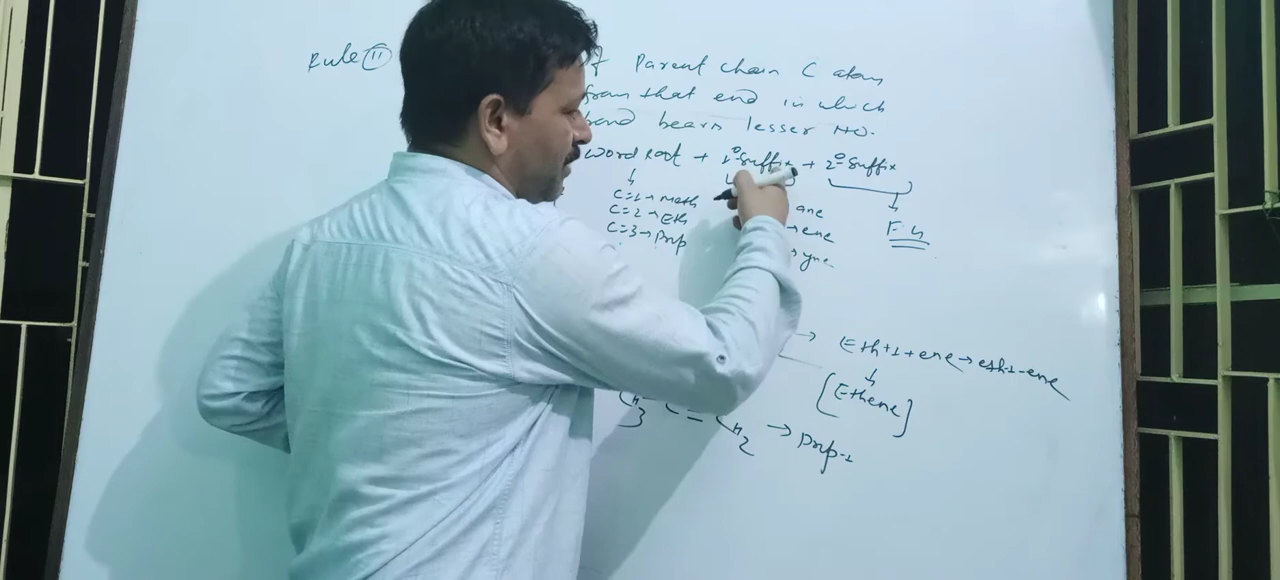 Rule II f Parent chain C atom
from that end in which
bond bears lesser NO.
word Root + 1° suffix + 2° suffix
C=1→Meth ane
C=2→Eth →ene F.G
C=3→Prop →yne
→ Eth+1+ene→eth-1-ene
[Ethene]
CH3 C = CH2 → Prop-1